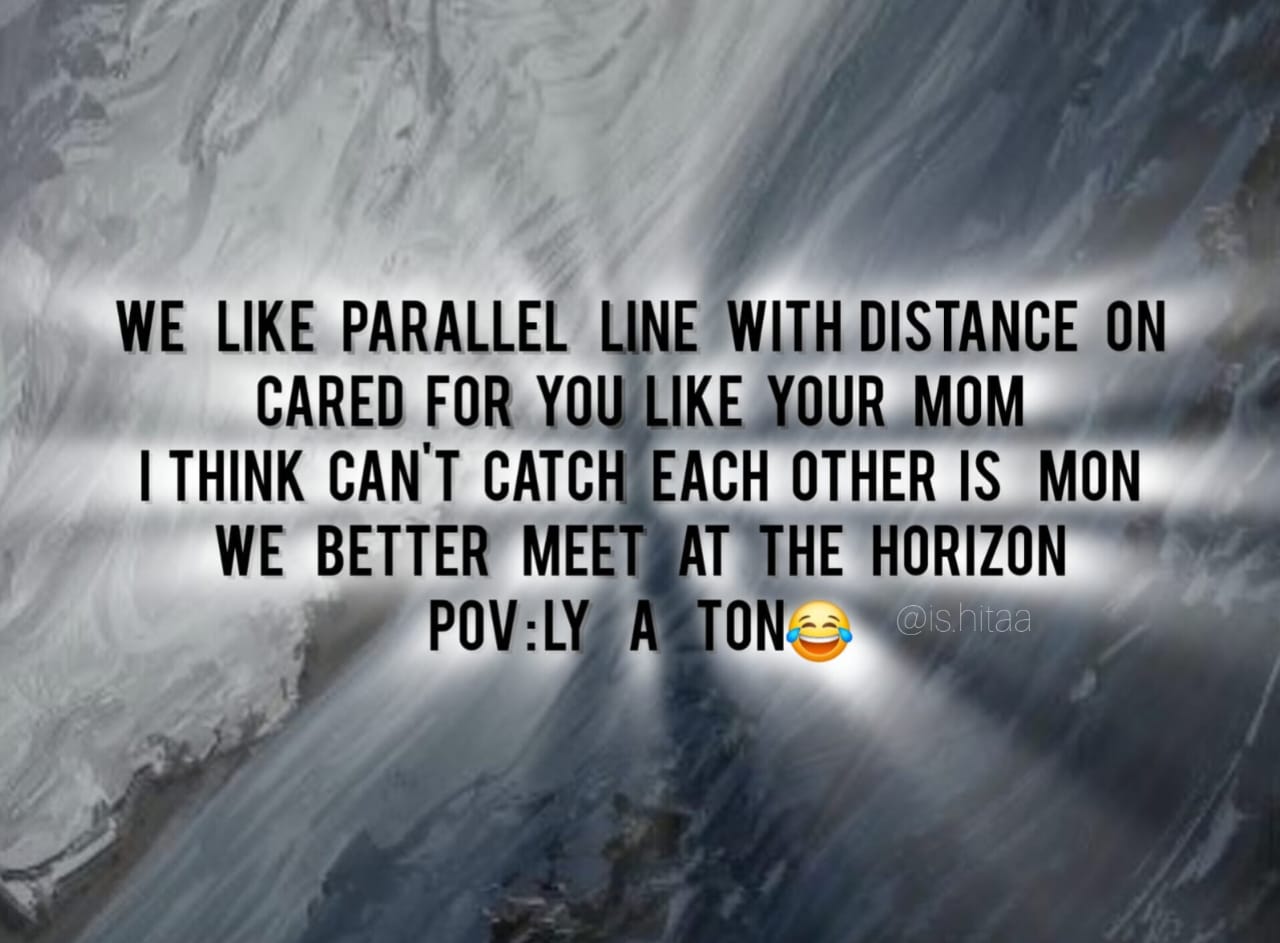 WE LIKE PARALLEL LINE WITH DISTANCE ON
CARED FOR YOU LIKE YOUR MOM
I THINK CAN'T CATCH EACH OTHER IS MON
WE BETTER MEET AT THE HORIZON
POV:LY A TON😂
@is.hitaa